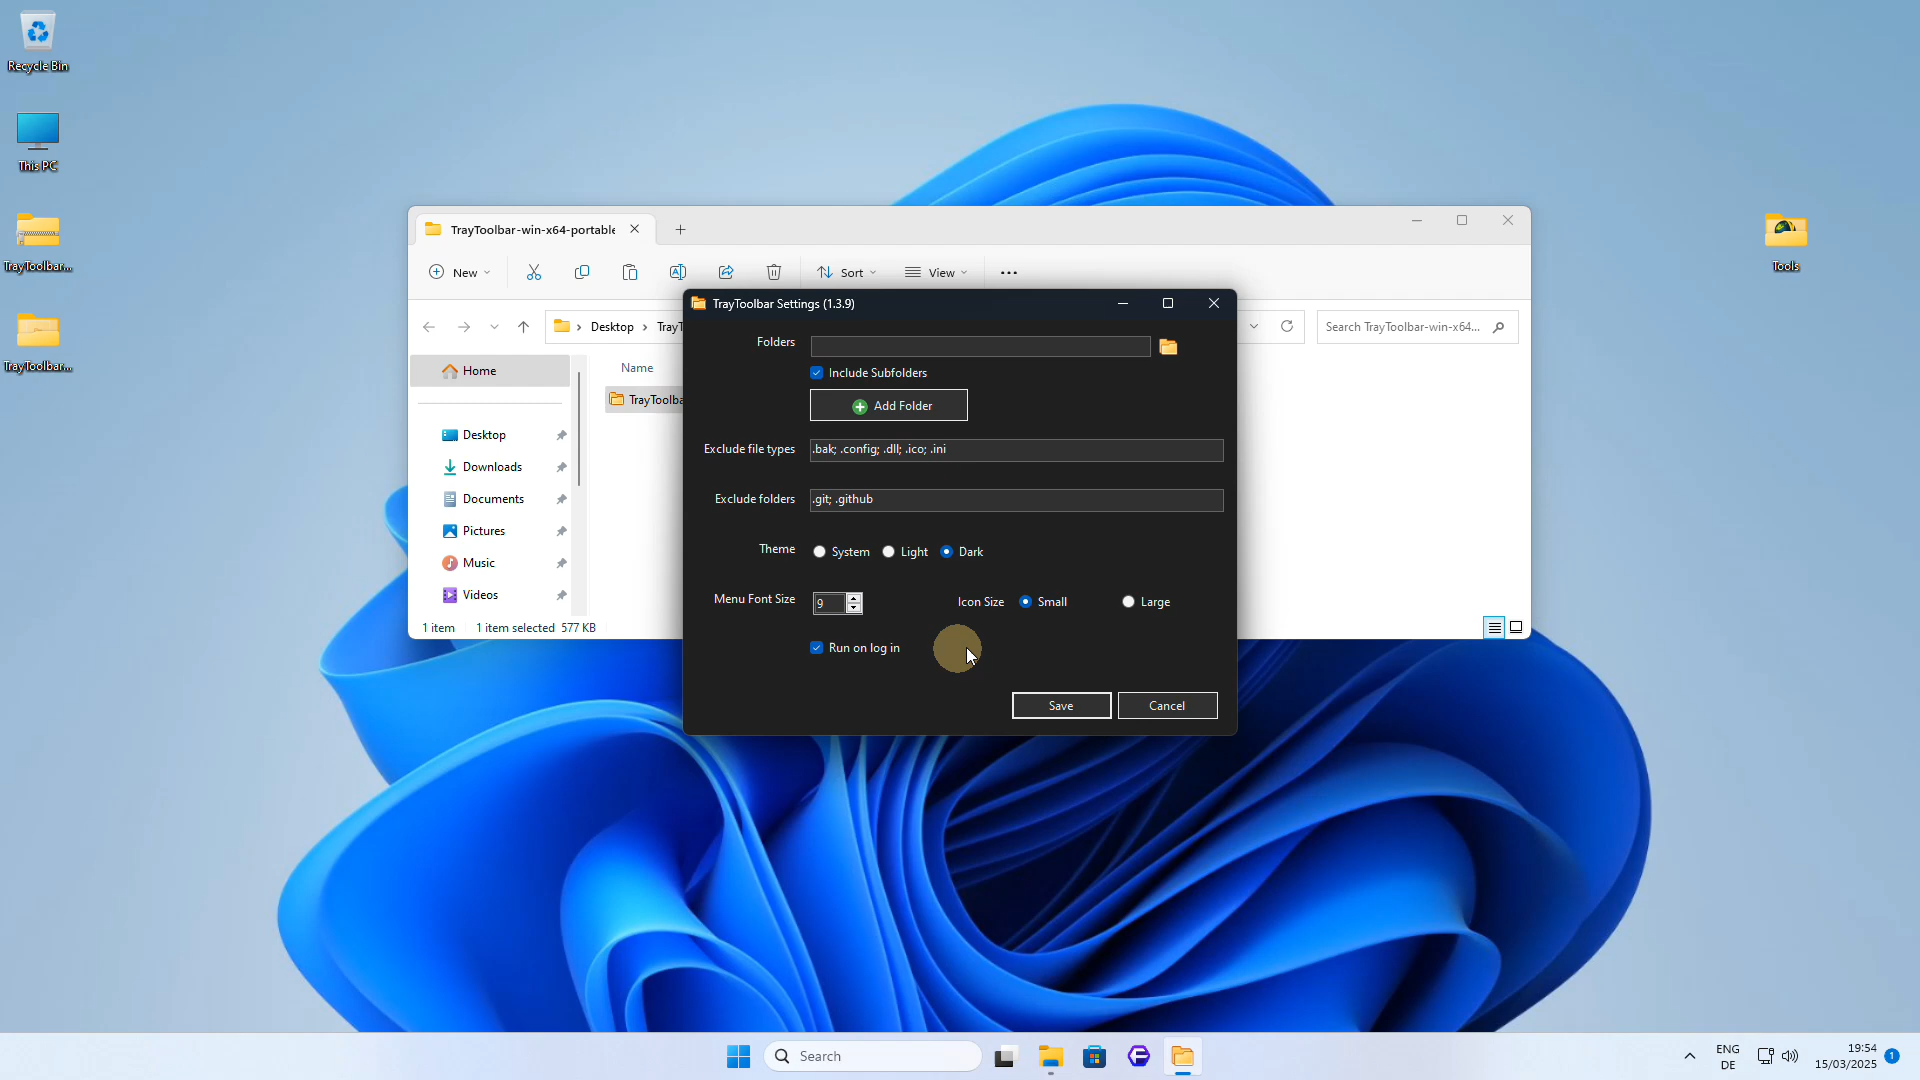 Recycle Bin
This PC
TrayToolbar...
TrayToolbar...
Tools
TrayToolbar-win-x64-portable
New
Sort
View
Desktop
TrayT
Search TrayToolbar-win-x64...
Home
Desktop
Downloads
Documents
Pictures
Music
Videos
Name
TrayToolba
1 item
1 item selected 577 KB
TrayToolbar Settings (1.3.9)
Folders
Include Subfolders
Add Folder
Exclude file types
.bak; .config; .dll; .ico; .ini
Exclude folders
.git; .github
Theme
System
Light
Dark
Menu Font Size
9
Icon Size
Small
Large
Run on log in
Save
Cancel
Search
ENG
DE
19:54
15/03/2025
1